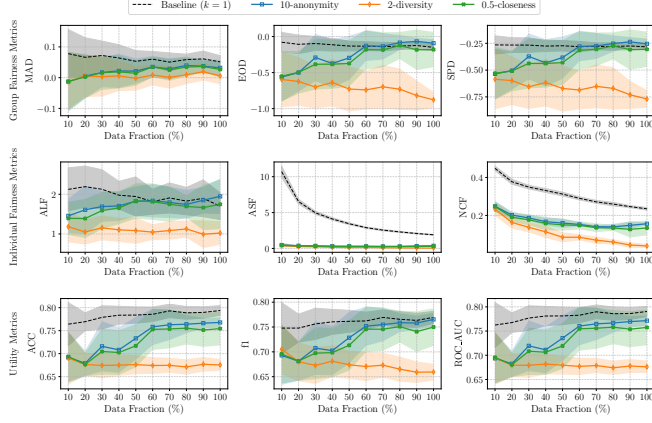 Baseline (k = 1) 10-anonymity 2-diversity 0.5-closeness
Group Fairness Metrics
MAD
0.1
0.0
−0.1
10 20 30 40 50 60 70 80 90 100
Data Fraction (%)
EOD
0.0
−0.5
−1.0
10 20 30 40 50 60 70 80 90 100
Data Fraction (%)
SPD
−0.25
−0.50
−0.75
10 20 30 40 50 60 70 80 90 100
Data Fraction (%)
Individual Fairness Metrics
ALF
2
1
10 20 30 40 50 60 70 80 90 100
Data Fraction (%)
ASF
10
5
0
10 20 30 40 50 60 70 80 90 100
Data Fraction (%)
NCF
0.4
0.2
10 20 30 40 50 60 70 80 90 100
Data Fraction (%)
Utility Metrics
ACC
0.80
0.75
0.70
0.65
10 20 30 40 50 60 70 80 90 100
Data Fraction (%)
f1
0.80
0.75
0.70
0.65
10 20 30 40 50 60 70 80 90 100
Data Fraction (%)
ROC_AUC
0.80
0.75
0.70
0.65
10 20 30 40 50 60 70 80 90 100
Data Fraction (%)